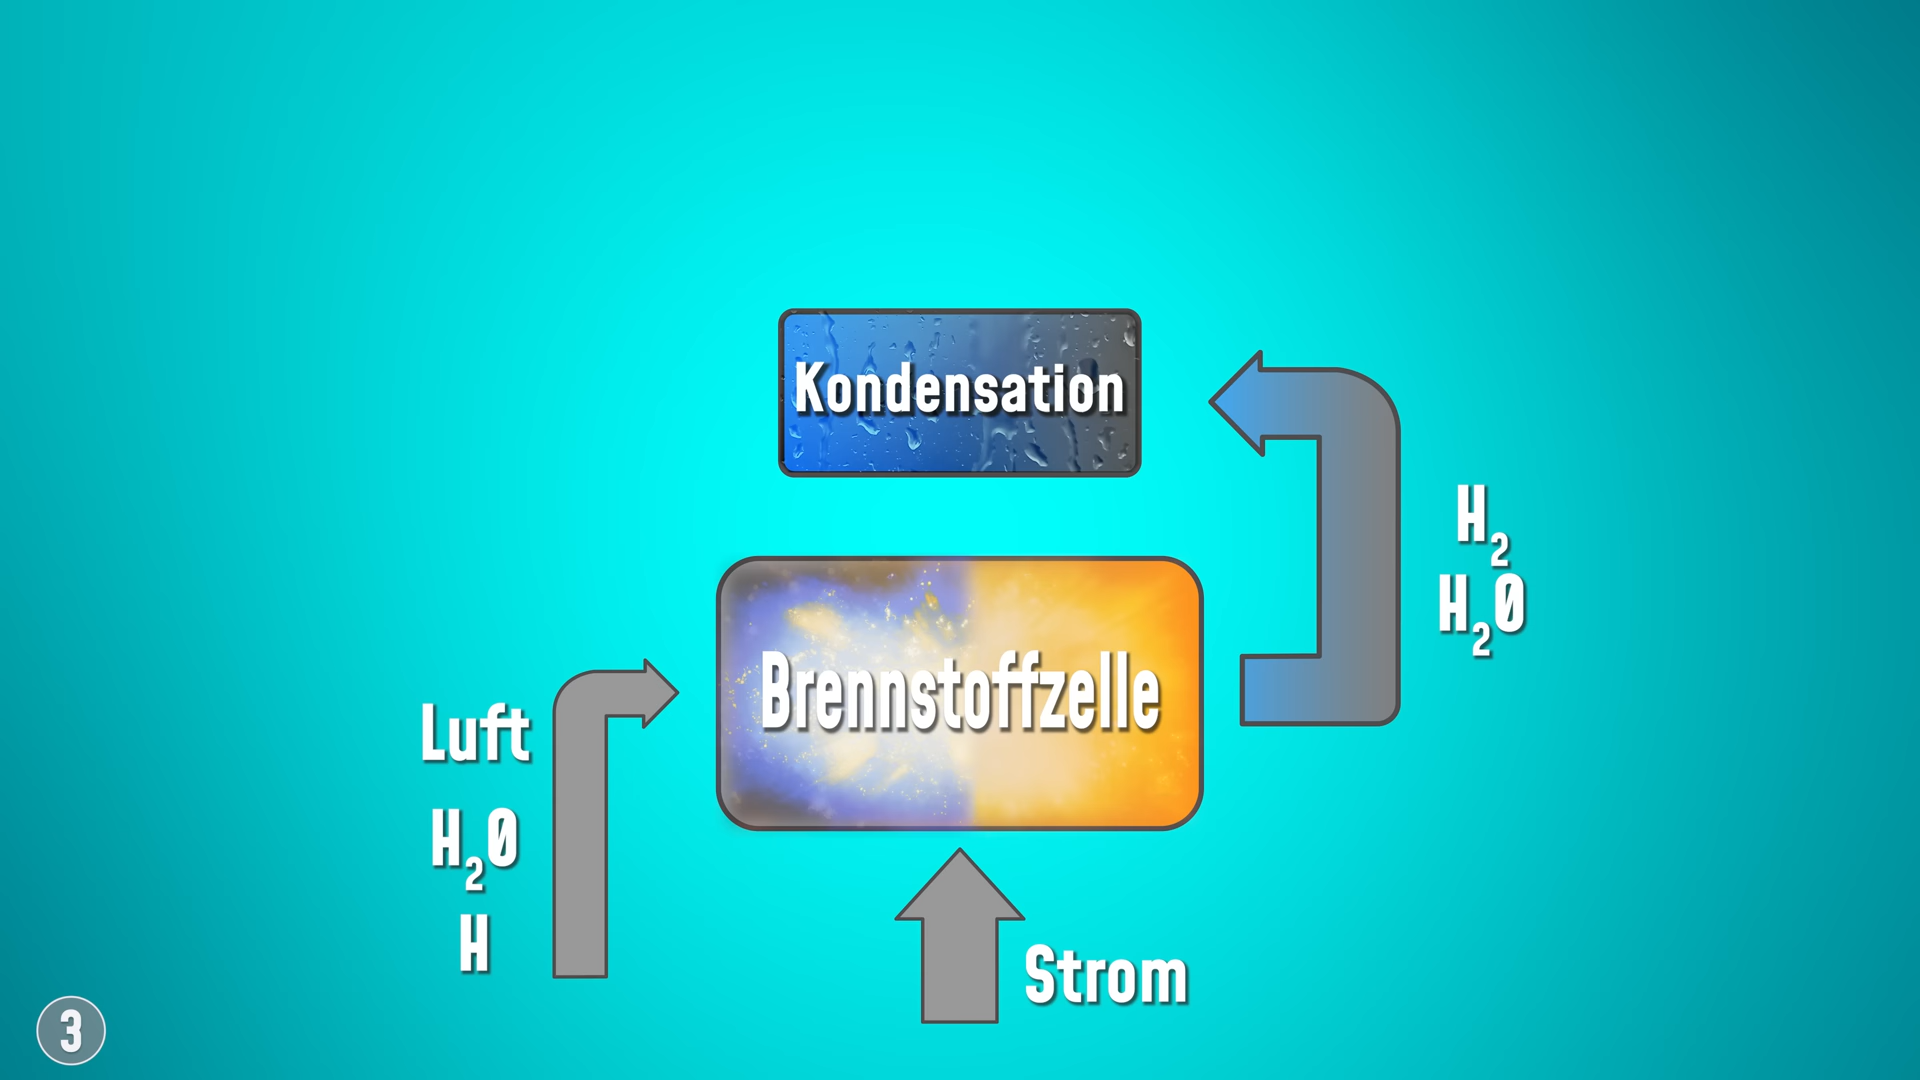 Kondensation
H₂
H₂O
Brennstoffzelle
Luft
H₂O
H
Strom
3